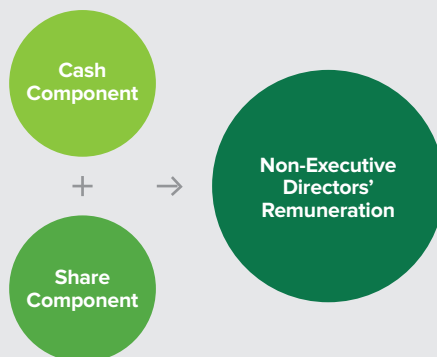 Cash
Component
+
Share
Component
→
Non-Executive
Directors’
Remuneration